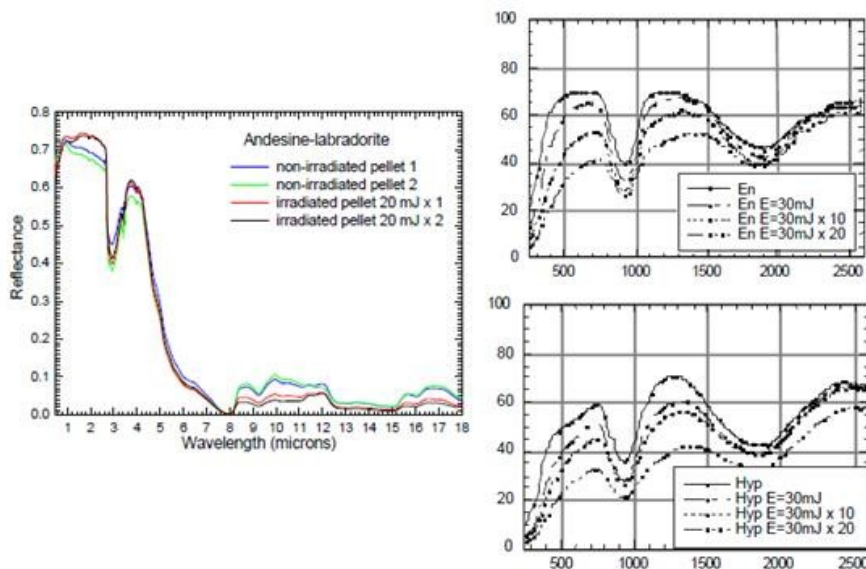 0.8
0.7
0.6
0.5
0.4
0.3
0.2
0.1
0.0
Reflectance
Andesine-labradorite
non-irradiated pellet 1
non-irradiated pellet 2
irradiated pellet 20 mJ x 1
irradiated pellet 20 mJ x 2
1 2 3 4 5 6 7 8 9 10 11 12 13 14 15 16 17 18
Wavelength (microns)
100
80
60
40
20
0
En
En E=30mJ
En E=30mJ x 10
En E=30mJ x 20
500 1000 1500 2000 2500
100
80
60
40
20
0
Hyp
Hyp E=30mJ
Hyp E=30mJ x 10
Hyp E=30mJ x 20
500 1000 1500 2000 2500